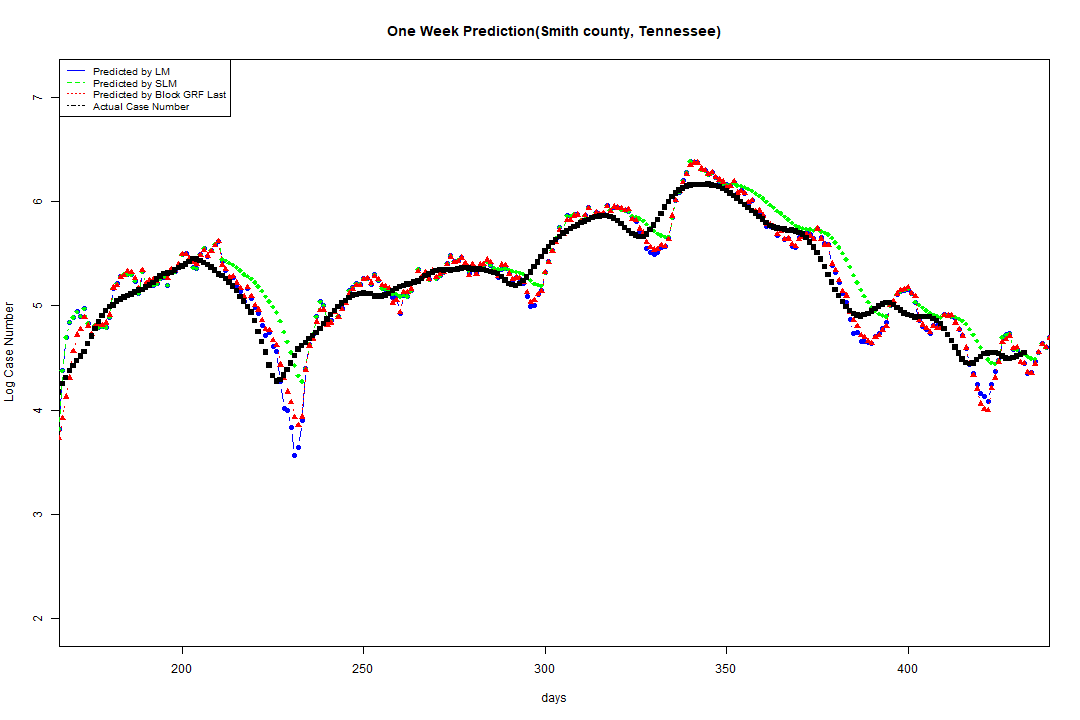 One Week Prediction(Smith county, Tennessee)
Predicted by LM
Predicted by SLM
Predicted by Block GRF Last
Actual Case Number
7
6
5
4
3
2
Log Case Number
200 250 300 350 400
days